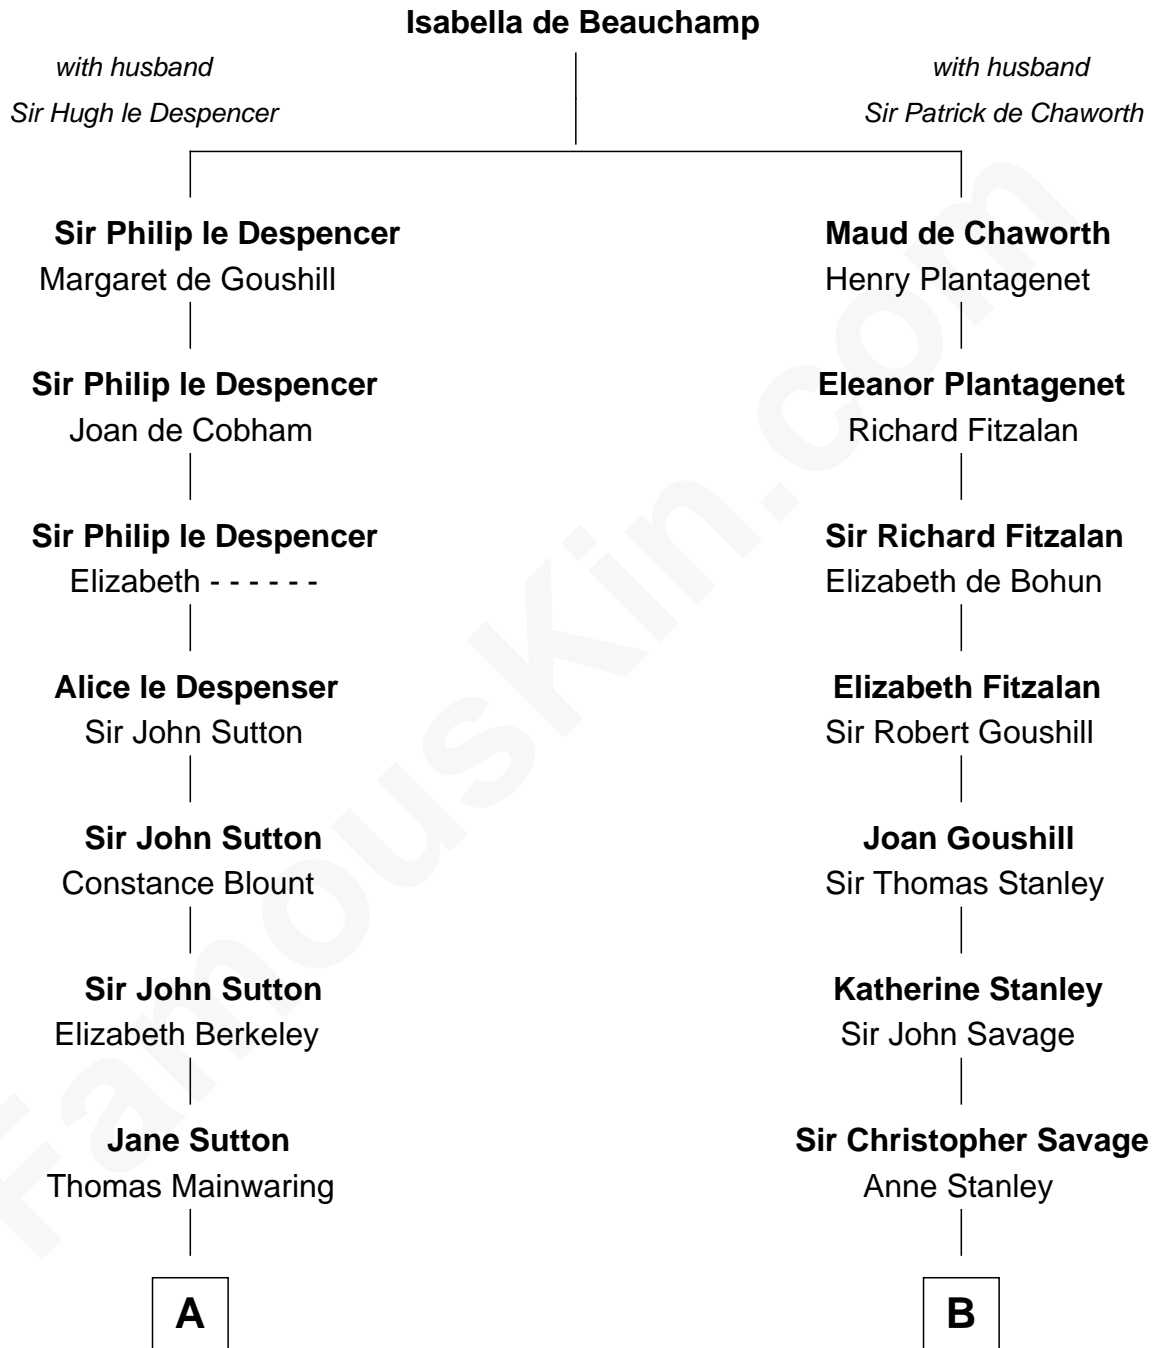 Isabella de Beauchamp
with husband
Sir Hugh le Despencer
with husband
Sir Patrick de Chaworth
Sir Philip le Despencer
Margaret de Goushill
Maud de Chaworth
Henry Plantagenet
Sir Philip le Despencer
Joan de Cobham
Eleanor Plantagenet
Richard Fitzalan
Sir Philip le Despencer
Elizabeth - - - - - -
Sir Richard Fitzalan
Elizabeth de Bohun
Alice le Despenser
Sir John Sutton
Elizabeth Fitzalan
Sir Robert Goushill
Sir John Sutton
Constance Blount
Joan Goushill
Sir Thomas Stanley
Sir John Sutton
Elizabeth Berkeley
Katherine Stanley
Sir John Savage
Jane Sutton
Thomas Mainwaring
Sir Christopher Savage
Anne Stanley
A
B
FamousKin.com